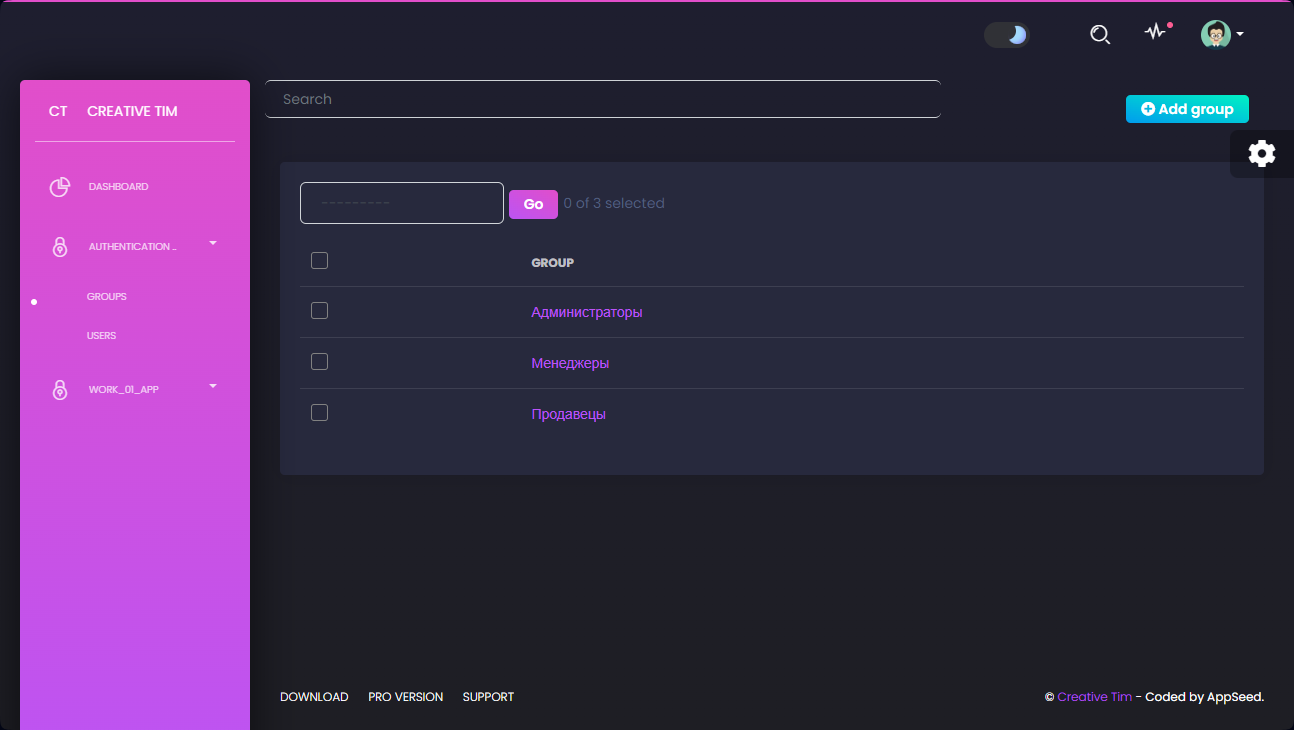 CT CREATIVE TIM
Search
Add group
DASHBOARD
AUTHENTICATION ...
GROUPS
USERS
WORK_01_APP
---------
Go
0 of 3 selected
GROUP
Администраторы
Менеджеры
Продавецы
DOWNLOAD PRO VERSION SUPPORT
© Creative Tim - Coded by AppSeed.